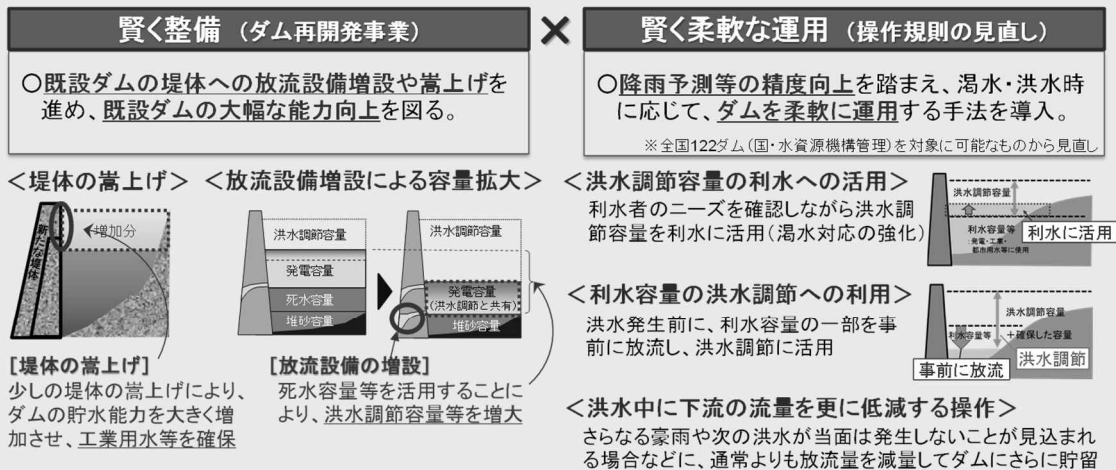 賢く整備（ダム再開発事業）
×
賢く柔軟な運用（操作規則の見直し）
○既設ダムの堤体への放流設備増設や嵩上げを
進め、既設ダムの大幅な能力向上を図る。
○降雨予測等の精度向上を踏まえ、渇水・洪水時
に応じて、ダムを柔軟に運用する手法を導入。
※全国122ダム（国・水資源機構管理）を対象に可能なものから見直し
＜堤体の嵩上げ＞
新たな堤体
増加分
[堤体の嵩上げ]
少しの堤体の嵩上げにより、
ダムの貯水能力を大きく増
加させ、工業用水等を確保
＜放流設備増設による容量拡大＞
洪水調節容量
発電容量
死水容量
堆砂容量
洪水調節容量
発電容量
（洪水調節と共有）
堆砂容量
[放流設備の増設]
死水容量等を活用することに
より、洪水調節容量等を増大
＜洪水調節容量の利水への活用＞
利水者のニーズを確認しながら洪水調
節容量を利水に活用（渇水対応の強化）
洪水調節容量
利水容量等
：発電・工業・
都市用水等に使用
利水に活用
＜利水容量の洪水調節への利用＞
洪水発生前に、利水容量の一部を事
前に放流し、洪水調節に活用
洪水調節容量
＋確保した容量
利水容量等
洪水調節
事前に放流
＜洪水中に下流の流量を更に低減する操作＞
さらなる豪雨や次の洪水が当面は発生しないことが見込まれ
る場合などに、通常よりも放流量を減量してダムにさらに貯留